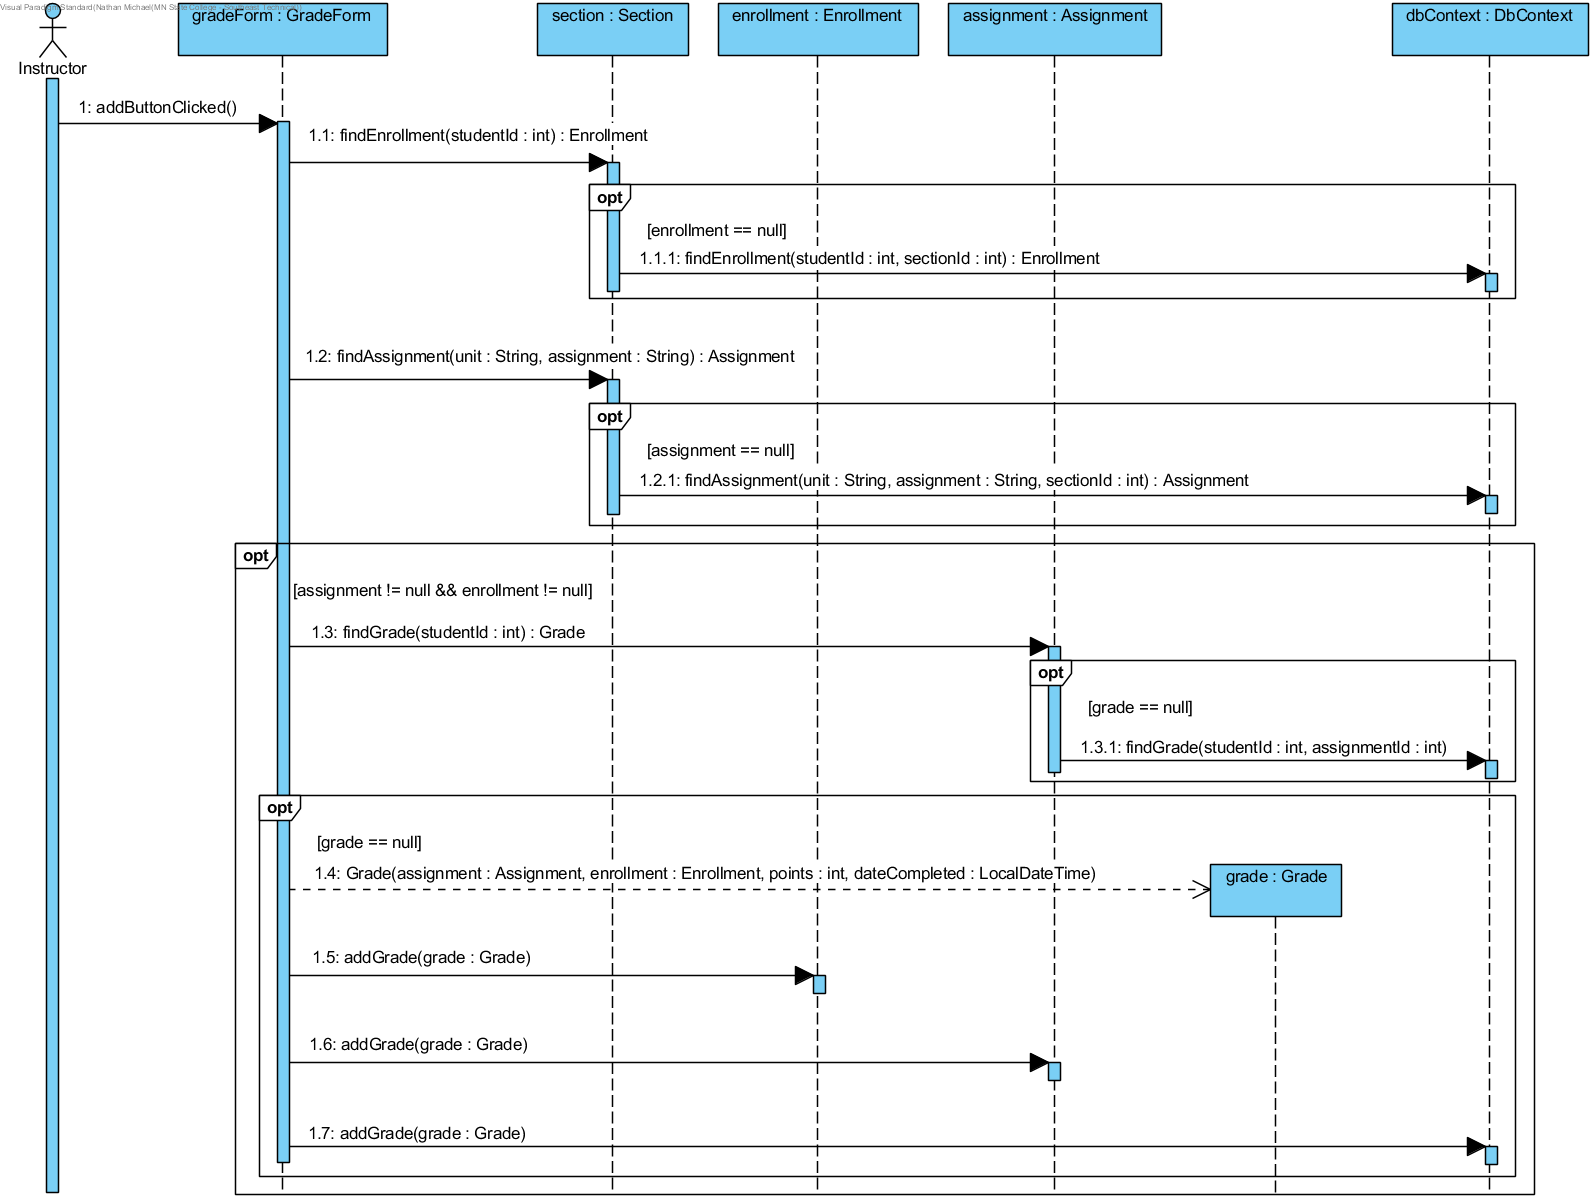 Visual Paradigm Standard(Nathan Michael(MN State College - Southeast Technical))
gradeForm : GradeForm
section : Section
enrollment : Enrollment
assignment : Assignment
dbContext : DbContext
Instructor
1: addButtonClicked()
1.1: findEnrollment(studentId : int) : Enrollment
opt
[enrollment == null]
1.1.1: findEnrollment(studentId : int, sectionId : int) : Enrollment
1.2: findAssignment(unit : String, assignment : String) : Assignment
opt
[assignment == null]
1.2.1: findAssignment(unit : String, assignment : String, sectionId : int) : Assignment
opt
[assignment != null && enrollment != null]
1.3: findGrade(studentId : int) : Grade
opt
[grade == null]
1.3.1: findGrade(studentId : int, assignmentId : int)
opt
[grade == null]
1.4: Grade(assignment : Assignment, enrollment : Enrollment, points : int, dateCompleted : LocalDateTime)
grade : Grade
1.5: addGrade(grade : Grade)
1.6: addGrade(grade : Grade)
1.7: addGrade(grade : Grade)